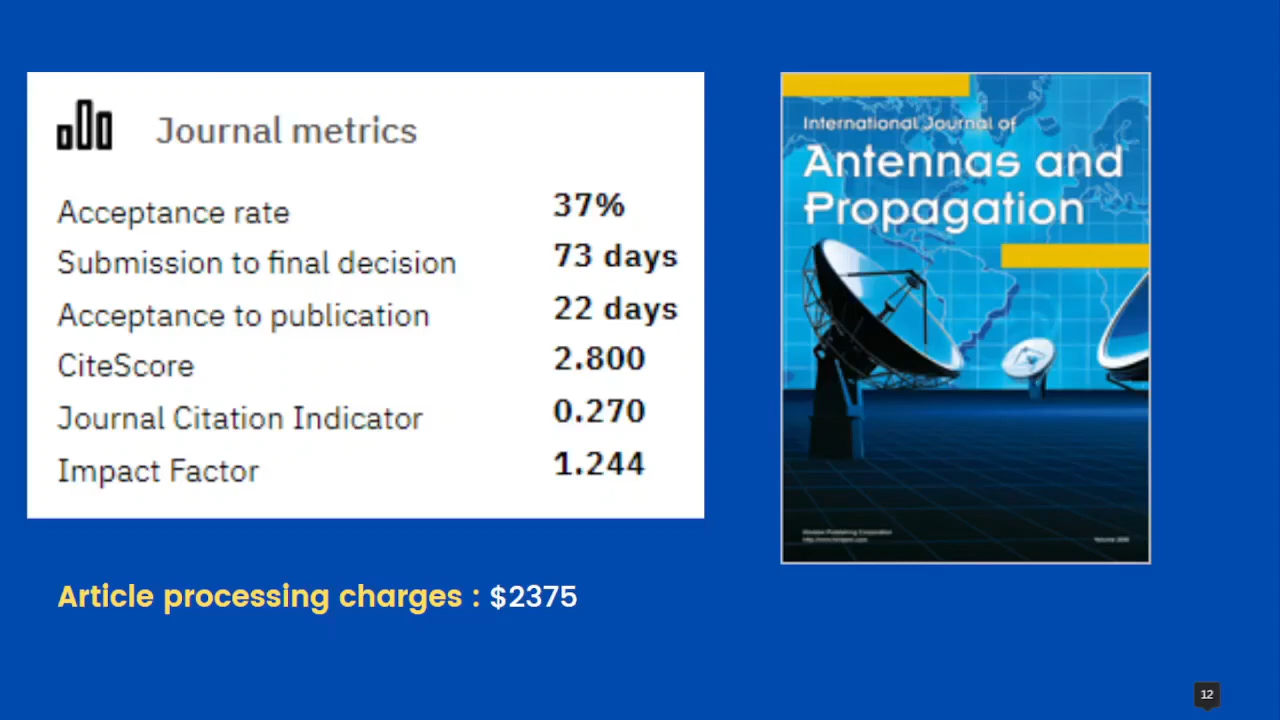 Journal metrics
Acceptance rate 37%
Submission to final decision 73 days
Acceptance to publication 22 days
CiteScore 2.800
Journal Citation Indicator 0.270
Impact Factor 1.244
Article processing charges : $2375
International Journal of
Antennas and
Propagation
12